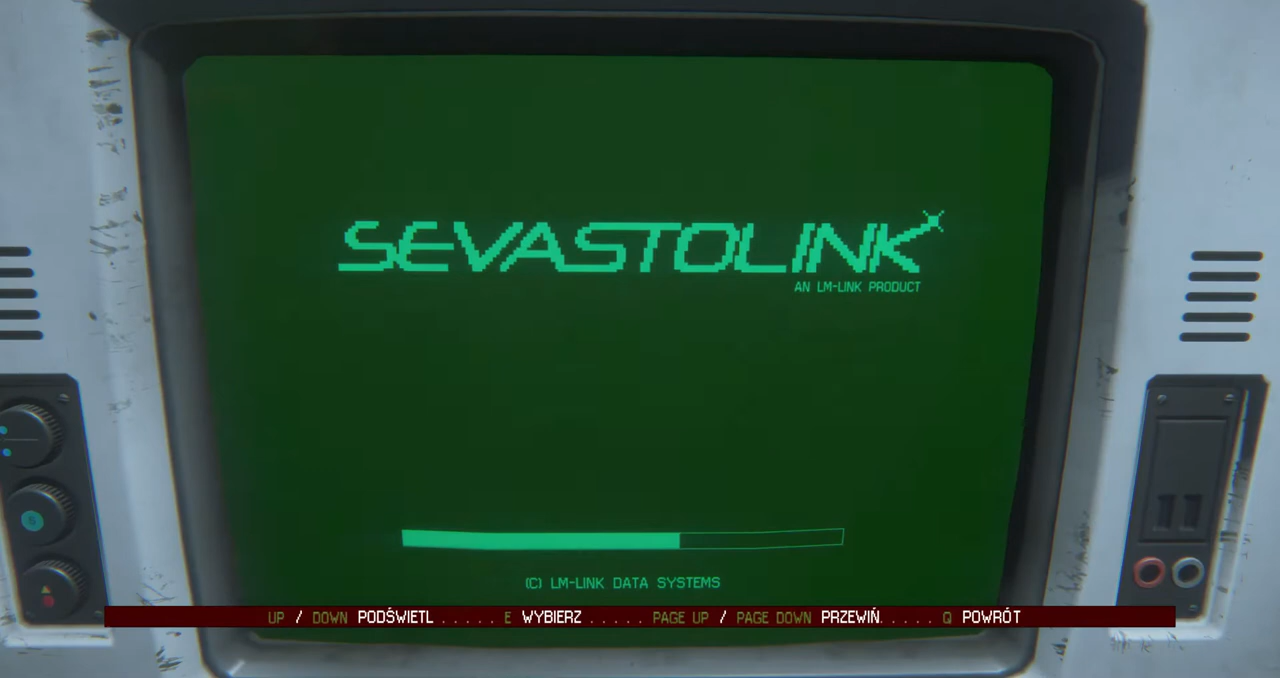 SEVASTOLINK
AN LM-LINK PRODUCT
(C) LM-LINK DATA SYSTEMS
UP / DOWN PODŚWIETL ..... E WYBIERZ ..... PAGE UP / PAGE DOWN PRZEWIŃ ..... Q POWRÓT